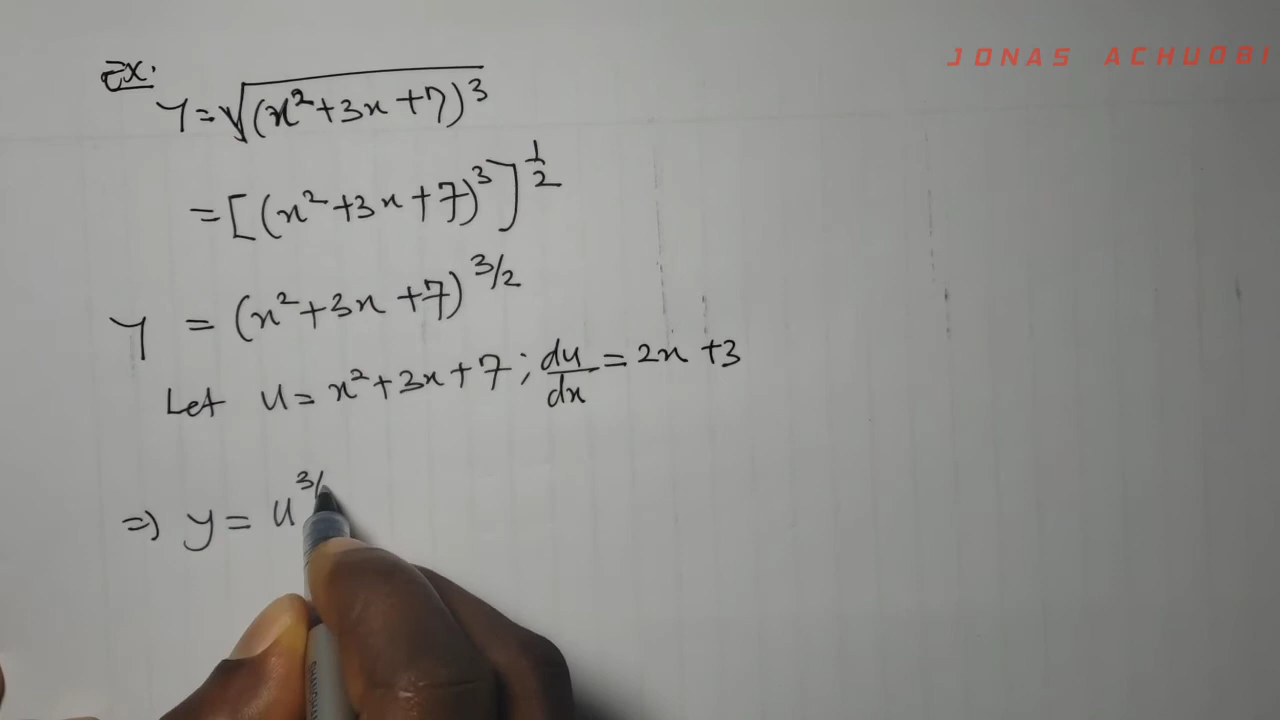 JONAS ACHUOBI
Ex.
Y = √(x² + 3x + 7)³
= [(x² + 3x + 7)³]^½
Y = (x² + 3x + 7)^3/2
Let u = x² + 3x + 7 ; du/dx = 2x + 3
⇒ y = u^3/